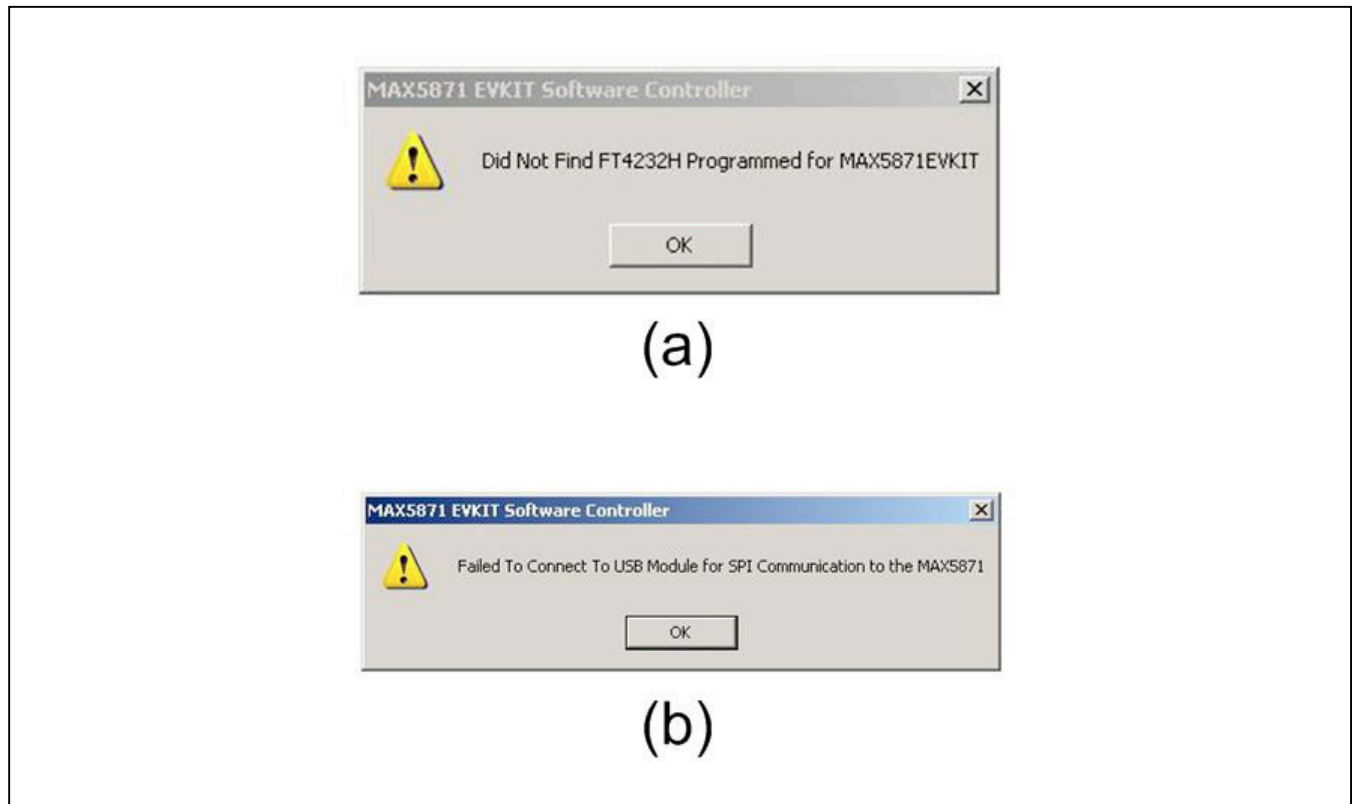 MAX5871 EVKIT Software Controller
Did Not Find FT4232H Programmed for MAX5871EVKIT
OK
(a)
MAX5871 EVKIT Software Controller
Failed To Connect To USB Module for SPI Communication to the MAX5871
OK
(b)